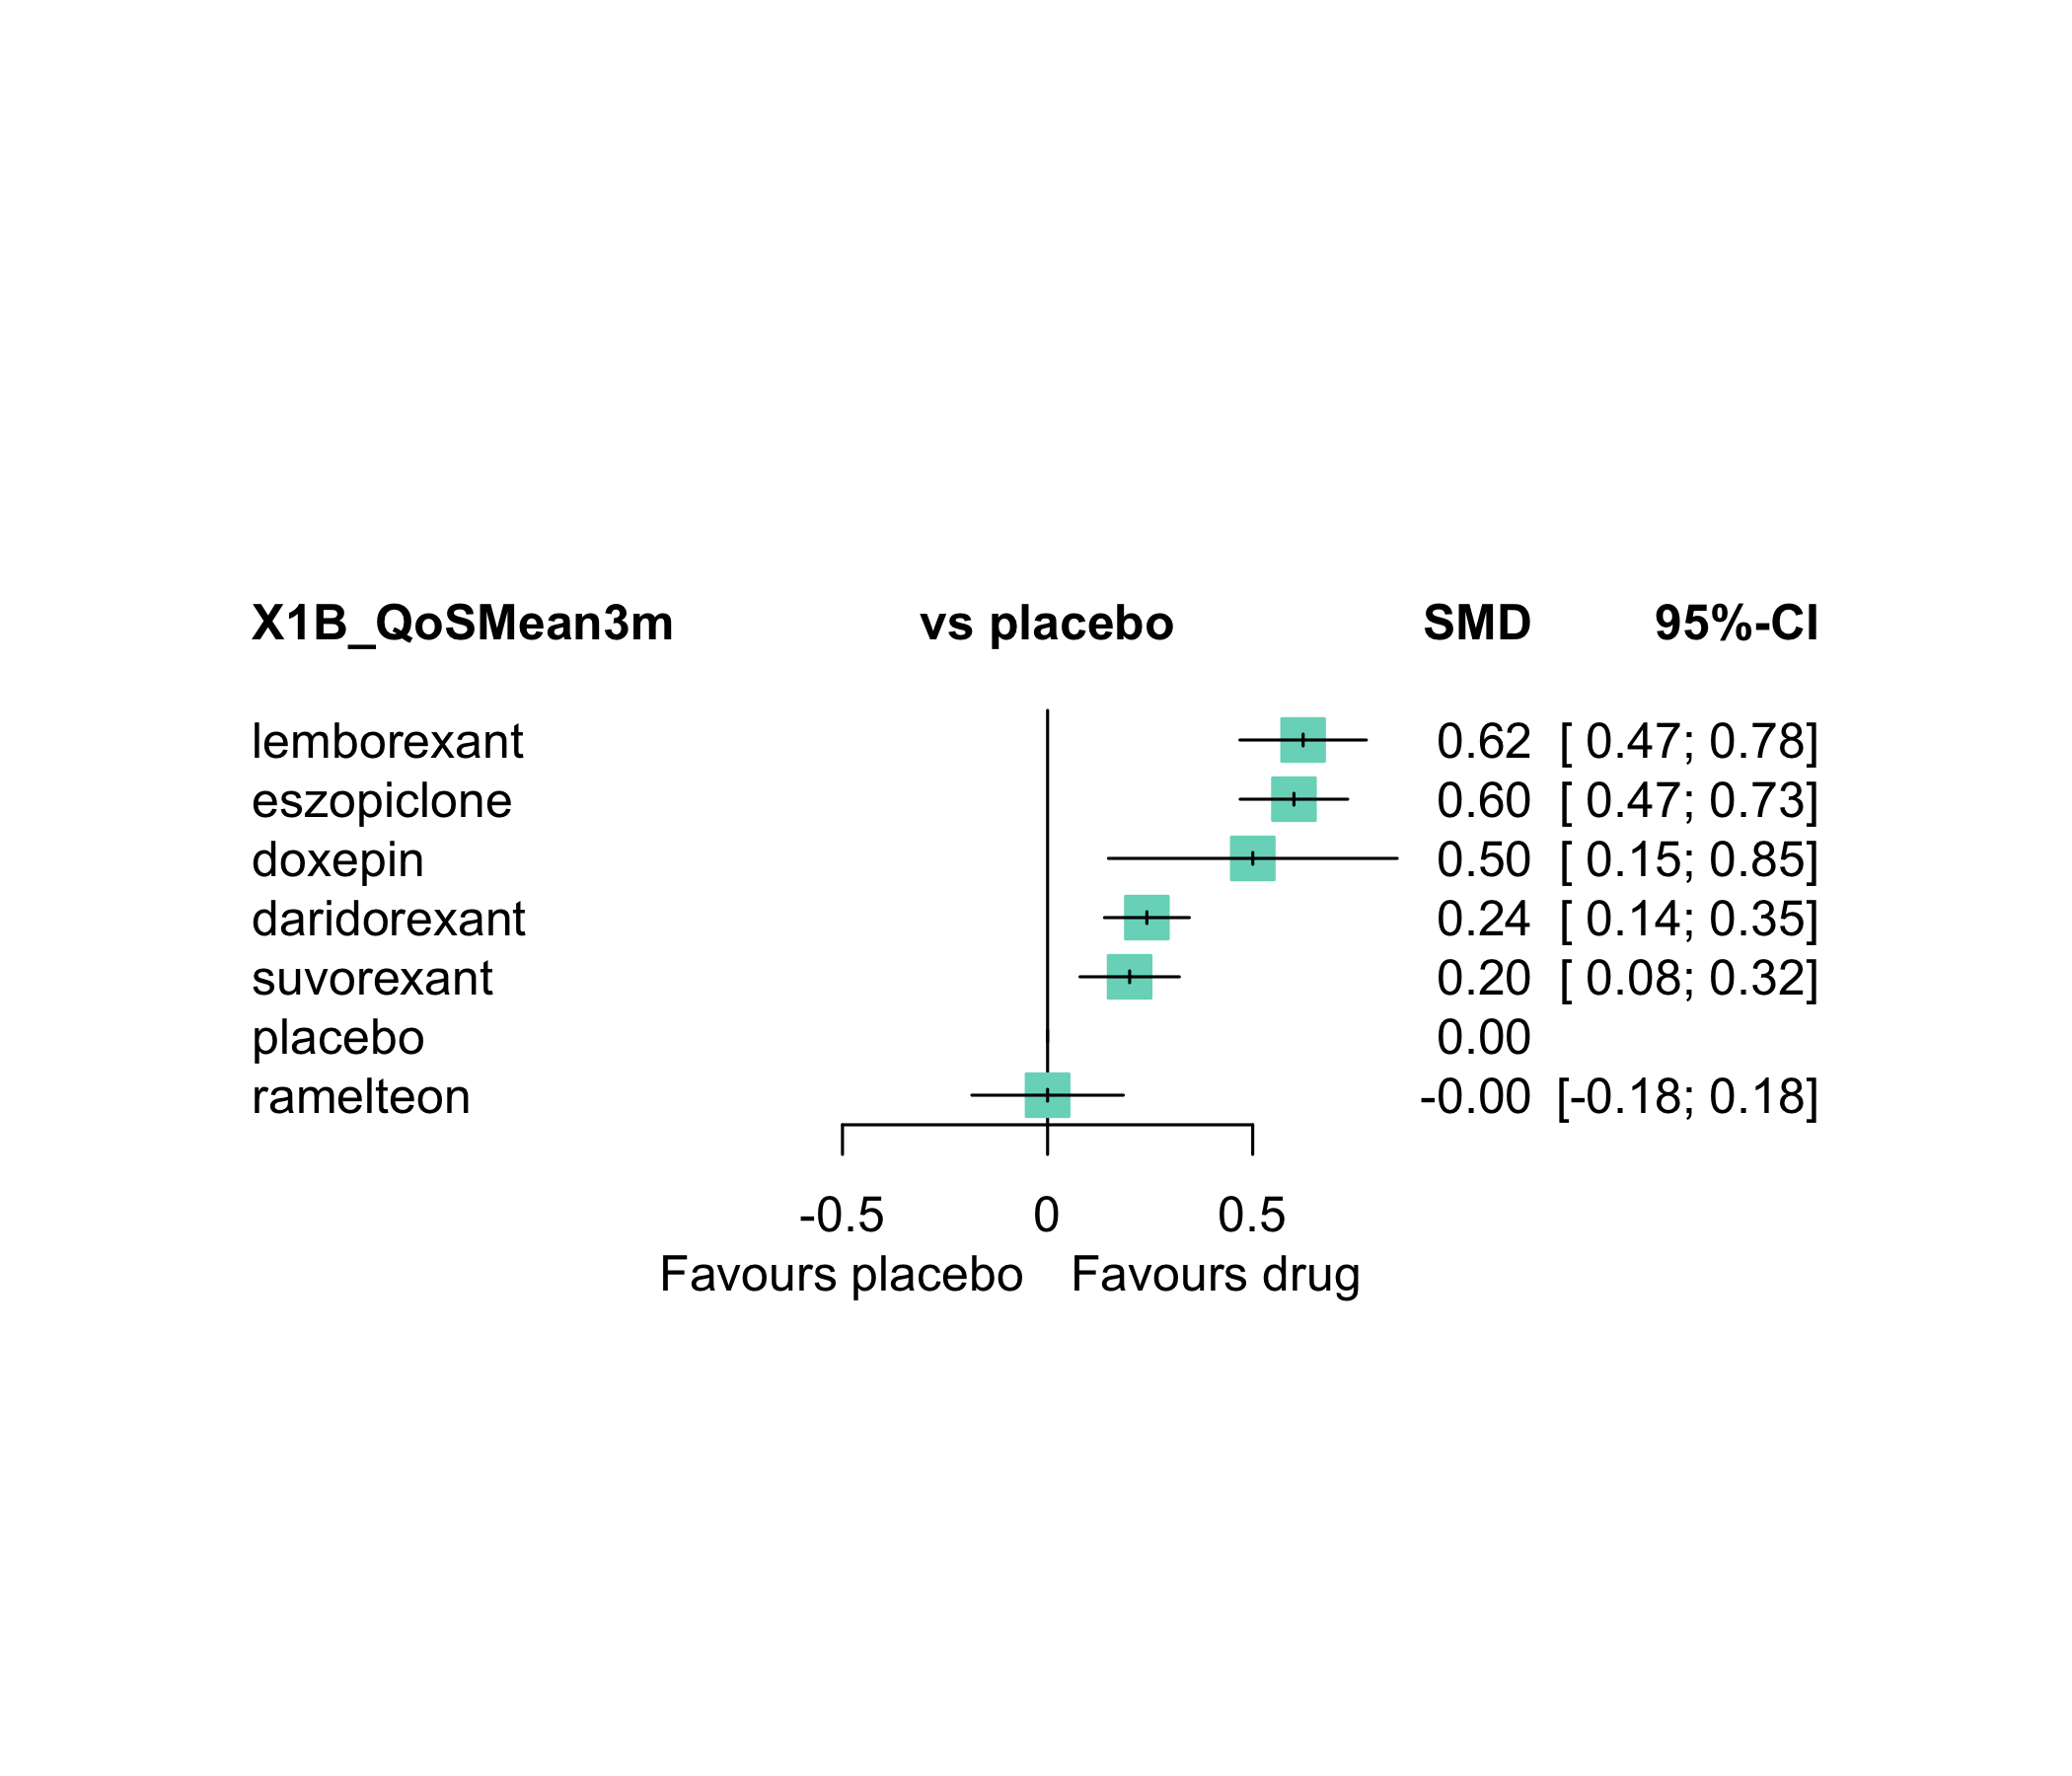 X1B_QoSMean3m vs placebo SMD 95%-CI
lemborexant 0.62 [ 0.47; 0.78]
eszopiclone 0.60 [ 0.47; 0.73]
doxepin 0.50 [ 0.15; 0.85]
daridorexant 0.24 [ 0.14; 0.35]
suvorexant 0.20 [ 0.08; 0.32]
placebo 0.00
ramelteon -0.00 [-0.18; 0.18]
-0.5 0 0.5
Favours placebo Favours drug